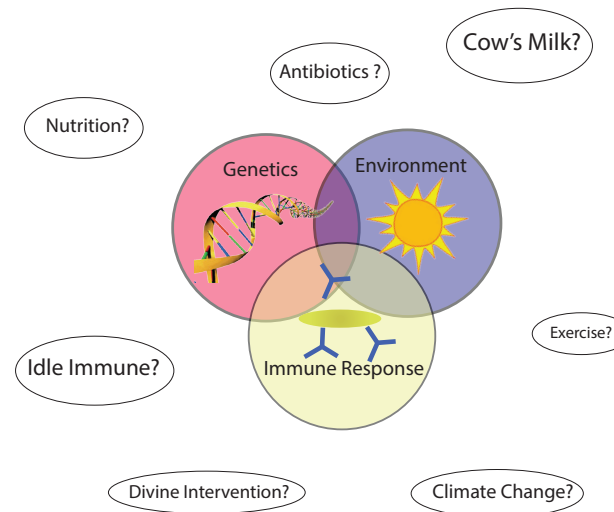 Cow's Milk?
Antibiotics ?
Nutrition?
Genetics
Environment
Exercise?
Idle Immune?
Immune Response
Divine Intervention?
Climate Change?